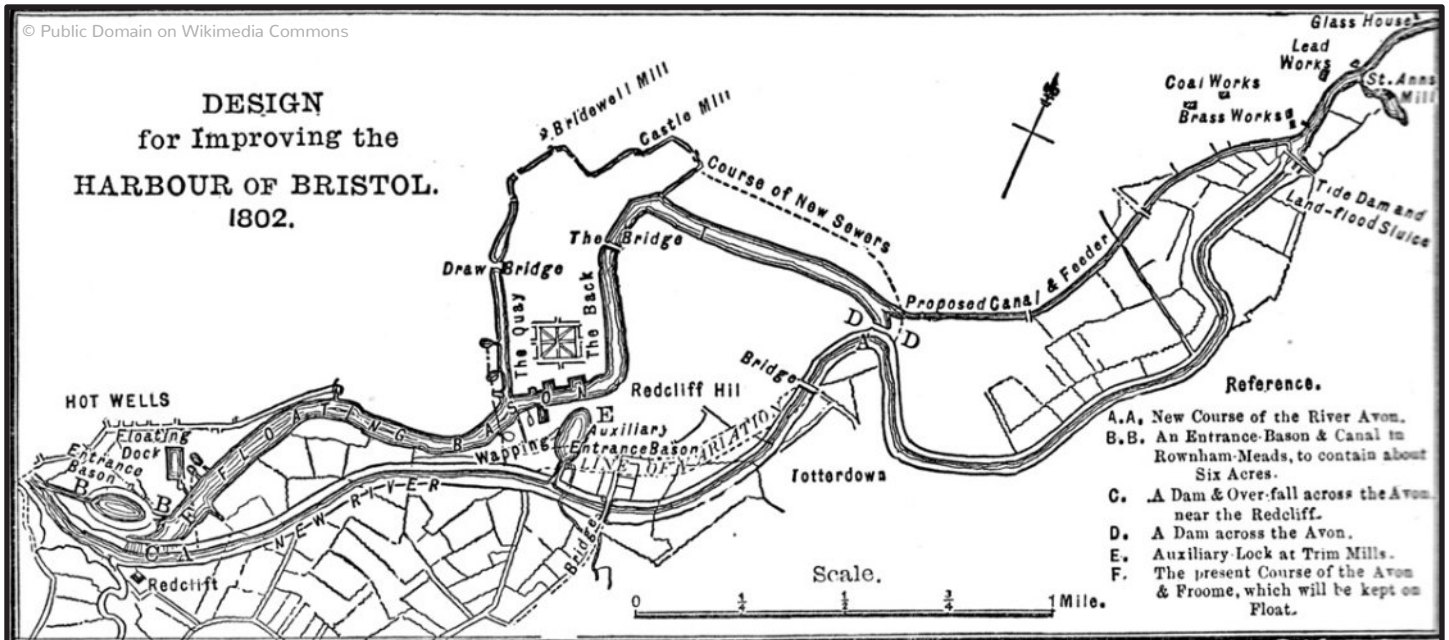 © Public Domain on Wikimedia Commons
DESIGN
for Improving the
HARBOUR OF BRISTOL.
1802.
Bridewell Mill
Castle Mill
Course of New Sewers
The Bridge
Draw Bridge
The Quay
The Back
Glass House
Lead
Works
St. Anns
Mill
Coal Works
Brass Works
Tide Dam and
Land-flood Sluice
Proposed Canal & Feeder
D
D
A
Bridge
Redcliff Hil
E
Auxiliary
Entrance Bason
Wapping
LINE OF VARIATION
Totterdown
HOT WELLS
Floating
Dock
Entrance
Bason
B
B
FLOATING BASON
F
C A NEW RIVER
Redclift
Bridge
Reference.
A.A. New Course of the River Avon.
B.B. An Entrance-Bason & Canal in
Rownham-Meads, to contain about
Six Acres.
C. A Dam & Over-fall across the Avon
near the Redcliff.
D. A Dam across the Avon.
E. Auxiliary Lock at Trim Mills.
F. The present Course of the Avon
& Froome, which will be kept on
Float.
Scale.
0 ¼ ½ ¾ 1 Mile.